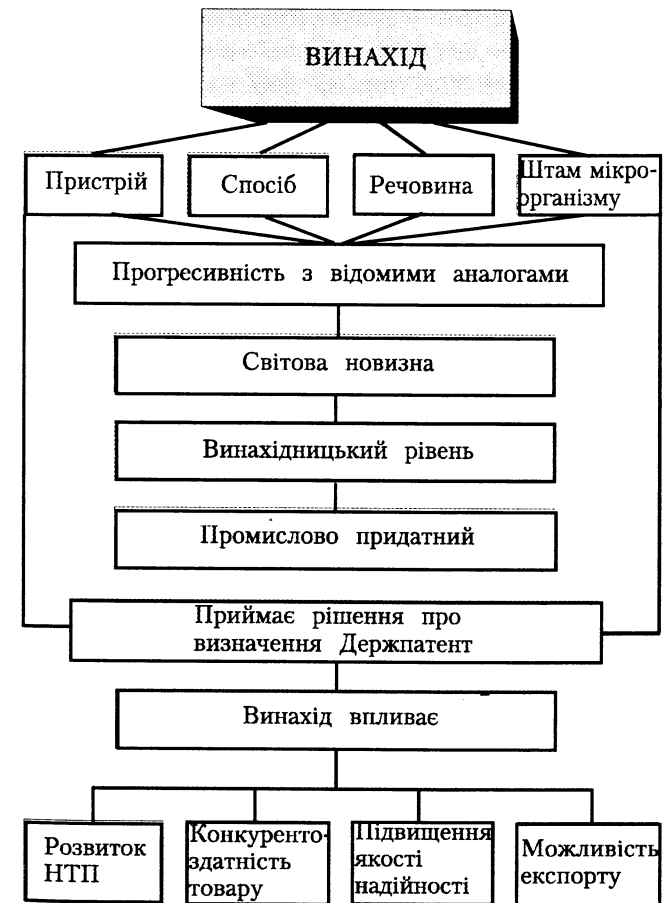 ВИНАХІД
Пристрій
Спосіб
Речовина
Штам мікро-
організму
Прогресивність з відомими аналогами
Світова новизна
Винахідницький рівень
Промислово придатний
Приймає рішення про
визначення Держпатент
Винахід впливає
Розвиток
НТП
Конкуренто-
здатність
товару
Підвищення
якості
надійності
Можливість
експорту